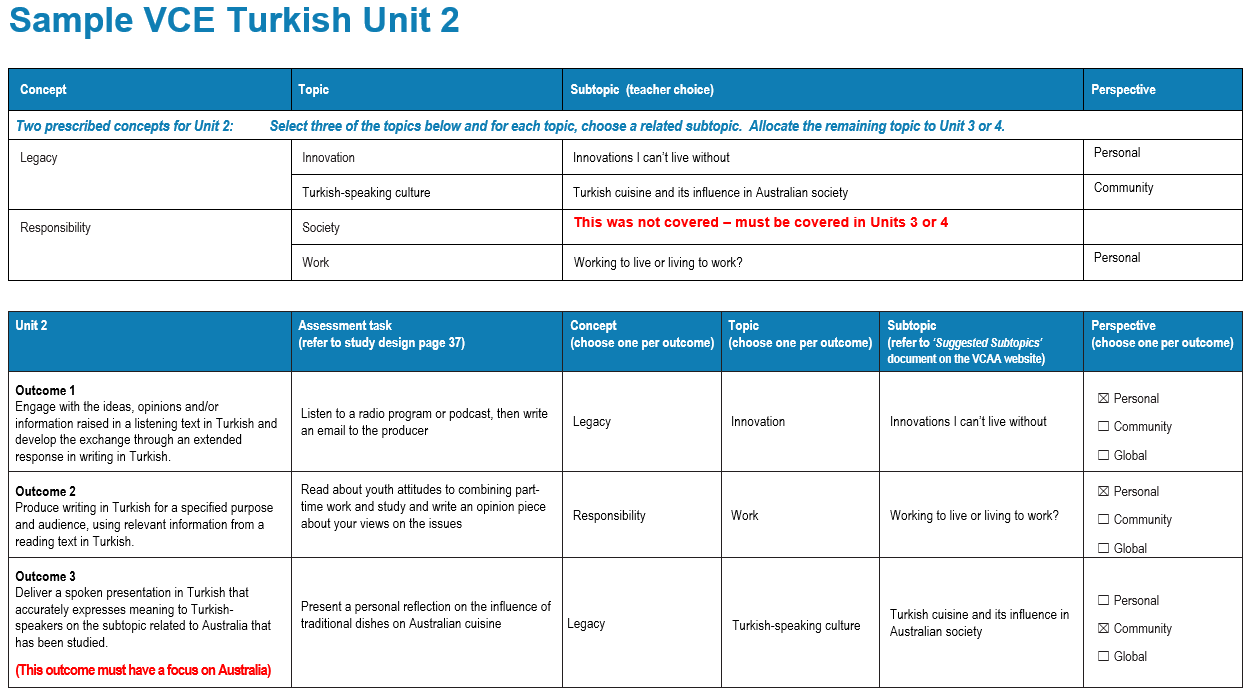 Sample VCE Turkish Unit 2
Concept Topic Subtopic (teacher choice) Perspective
Two prescribed concepts for Unit 2: Select three of the topics below and for each topic, choose a related subtopic. Allocate the remaining topic to Unit 3 or 4.
Legacy Innovation Innovations I can't live without Personal
Turkish-speaking culture Turkish cuisine and its influence in Australian society Community
Responsibility Society This was not covered – must be covered in Units 3 or 4
Work Working to live or living to work? Personal
Unit 2
Assessment task
(refer to study design page 37)
Concept
(choose one per outcome)
Topic
(choose one per outcome)
Subtopic
(refer to 'Suggested Subtopics'
document on the VCAA website)
Perspective
(choose one per outcome)
Outcome 1
Engage with the ideas, opinions and/or
information raised in a listening text in Turkish and
develop the exchange through an extended
response in writing in Turkish.
Listen to a radio program or podcast, then write
an email to the producer
Legacy
Innovation
Innovations I can't live without
☒ Personal
☐ Community
☐ Global
Outcome 2
Produce writing in Turkish for a specified purpose
and audience, using relevant information from a
reading text in Turkish.
Read about youth attitudes to combining part-
time work and study and write an opinion piece
about your views on the issues
Responsibility
Work
Working to live or living to work?
☒ Personal
☐ Community
☐ Global
Outcome 3
Deliver a spoken presentation in Turkish that
accurately expresses meaning to Turkish-
speakers on the subtopic related to Australia that
has been studied.
(This outcome must have a focus on Australia)
Present a personal reflection on the influence of
traditional dishes on Australian cuisine
Legacy
Turkish-speaking culture
Turkish cuisine and its influence in
Australian society
☐ Personal
☒ Community
☐ Global